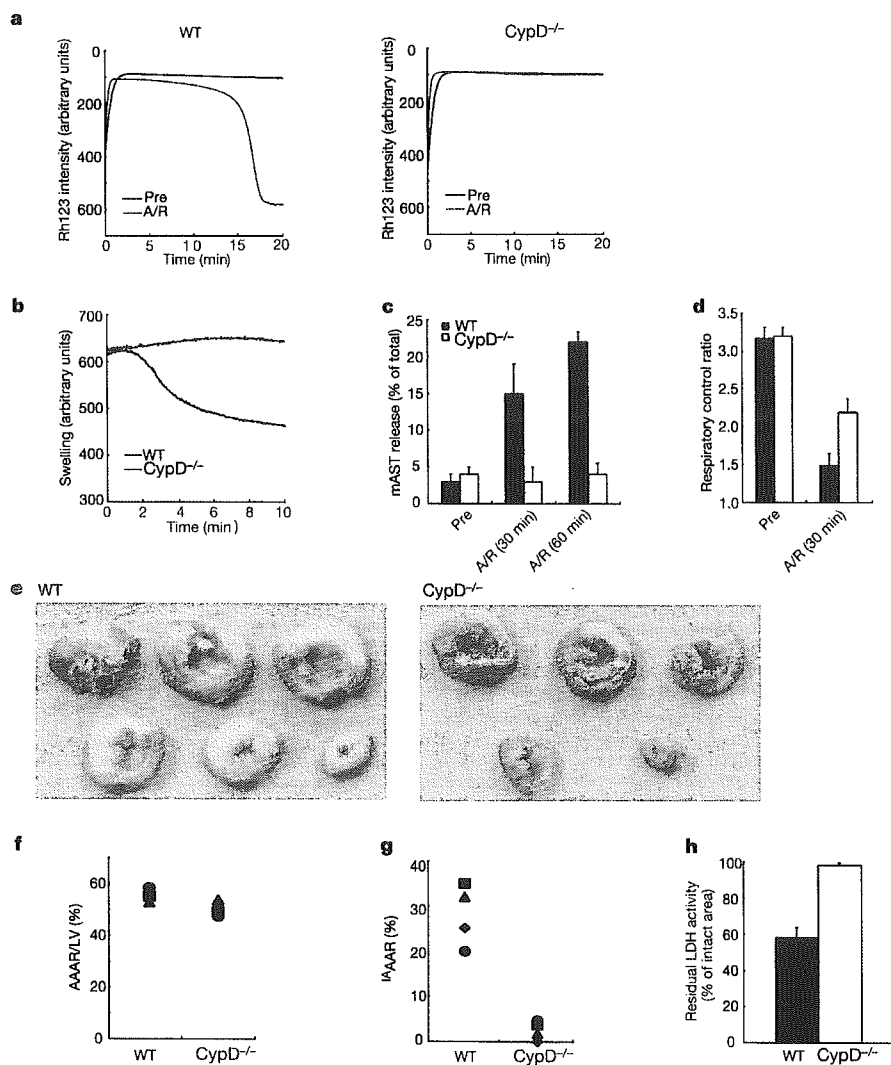 a
WT
CypD–/–
Rh123 intensity (arbitrary units)
0
200
400
600
Pre
A/R
0 5 10 15 20
Time (min)
Rh123 intensity (arbitrary units)
0
200
400
600
Pre
A/R
0 5 10 15 20
Time (min)
b
Swelling (arbitrary units)
700
600
500
400
300
WT
CypD–/–
0 2 4 6 8 10
Time (min)
c
mAST release (% of total)
25
20
15
10
5
0
WT
CypD–/–
Pre
A/R (30 min)
A/R (60 min)
d
Respiratory control ratio
3.5
3.0
2.5
2.0
1.5
1.0
Pre
A/R (30 min)
e
WT
CypD–/–
f
AAAR/LV (%)
60
40
20
0
WT CypD–/–
g
IAAAR (%)
40
30
20
10
0
WT CypD–/–
h
Residual LDH activity
(% of intact area)
100
80
60
40
20
0
WT CypD–/–